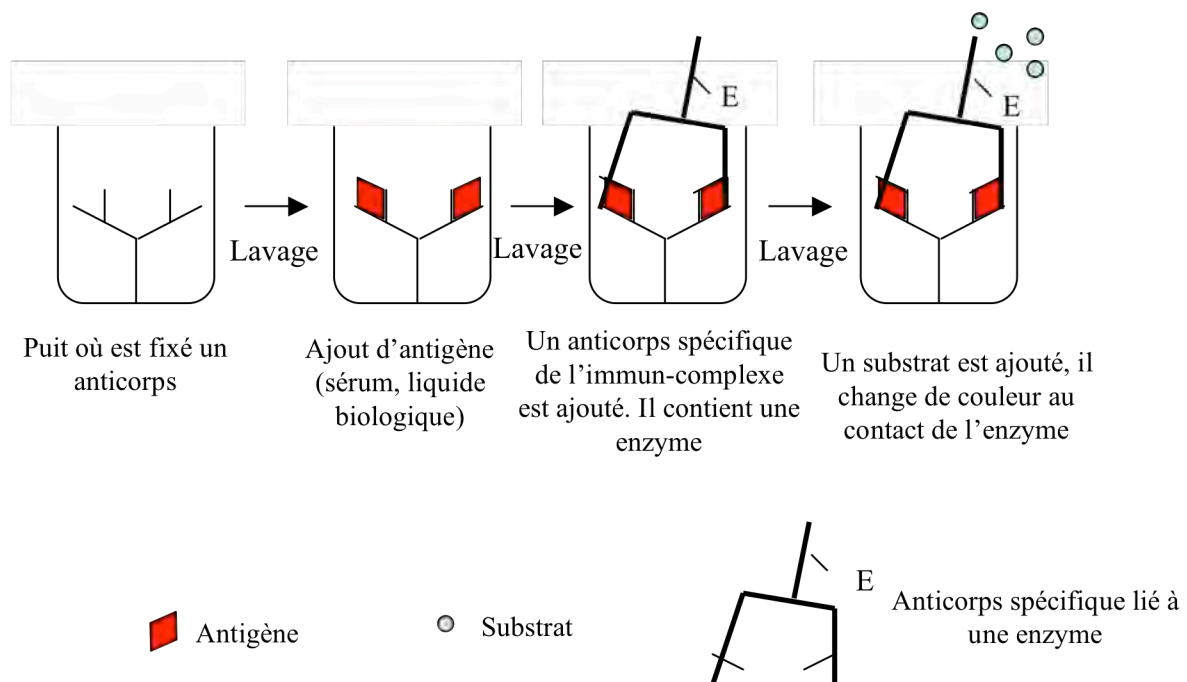 E
E
Lavage
Lavage
Lavage
Puit où est fixé un
anticorps
Ajout d’antigène
(sérum, liquide
biologique)
Un anticorps spécifique
de l’immun-complexe
est ajouté. Il contient une
enzyme
Un substrat est ajouté, il
change de couleur au
contact de l’enzyme
Antigène
Substrat
E
Anticorps spécifique lié à
une enzyme